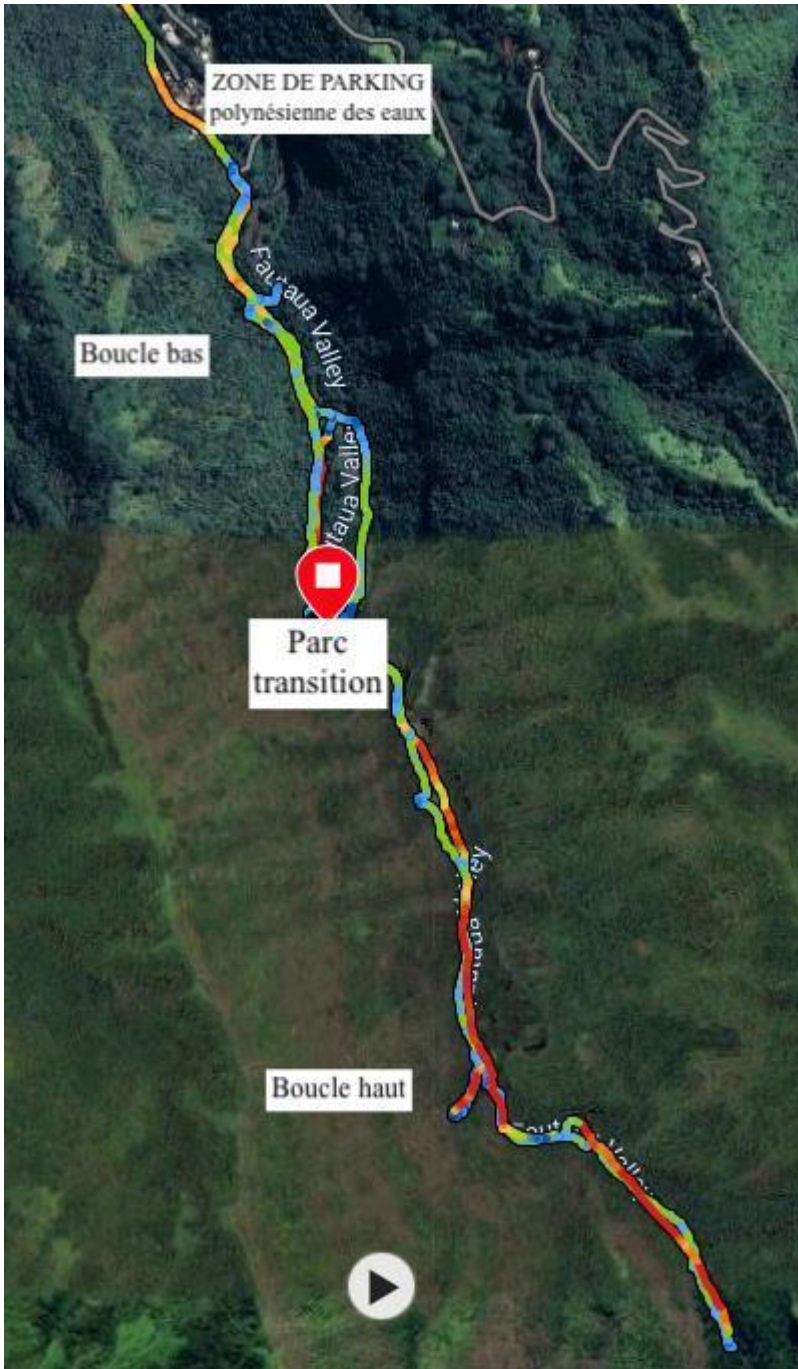 ZONE DE PARKING
polynésienne des eaux
Fautaua Valley
Boucle bas
Parc
transition
Boucle haut